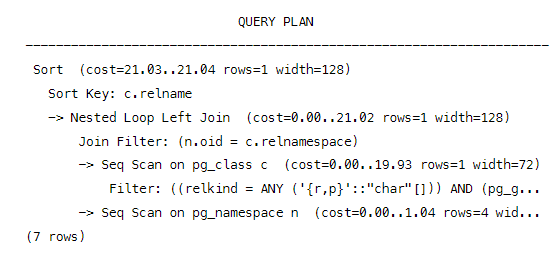 QUERY PLAN
--------------------------------------------------------------------
Sort  (cost=21.03..21.04 rows=1 width=128)
  Sort Key: c.relname
  -> Nested Loop Left Join  (cost=0.00..21.02 rows=1 width=128)
      Join Filter: (n.oid = c.relnamespace)
      -> Seq Scan on pg_class c  (cost=0.00..19.93 rows=1 width=72)
          Filter: ((relkind = ANY ('{r,p}'::"char"[])) AND (pg_g...
      -> Seq Scan on pg_namespace n  (cost=0.00..1.04 rows=4 wid...
(7 rows)